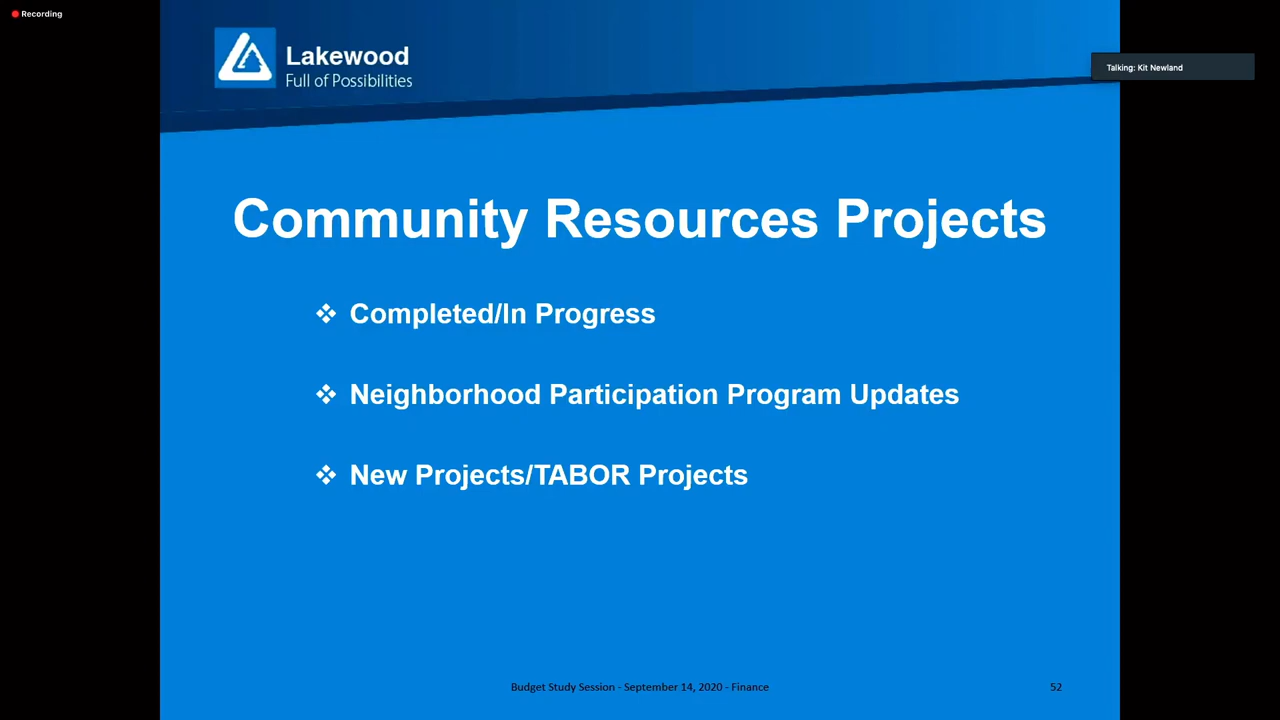 Recording
Lakewood
Full of Possibilities
Talking: Kit Newland
Community Resources Projects
❖ Completed/In Progress
❖ Neighborhood Participation Program Updates
❖ New Projects/TABOR Projects
Budget Study Session - September 14, 2020 - Finance
52